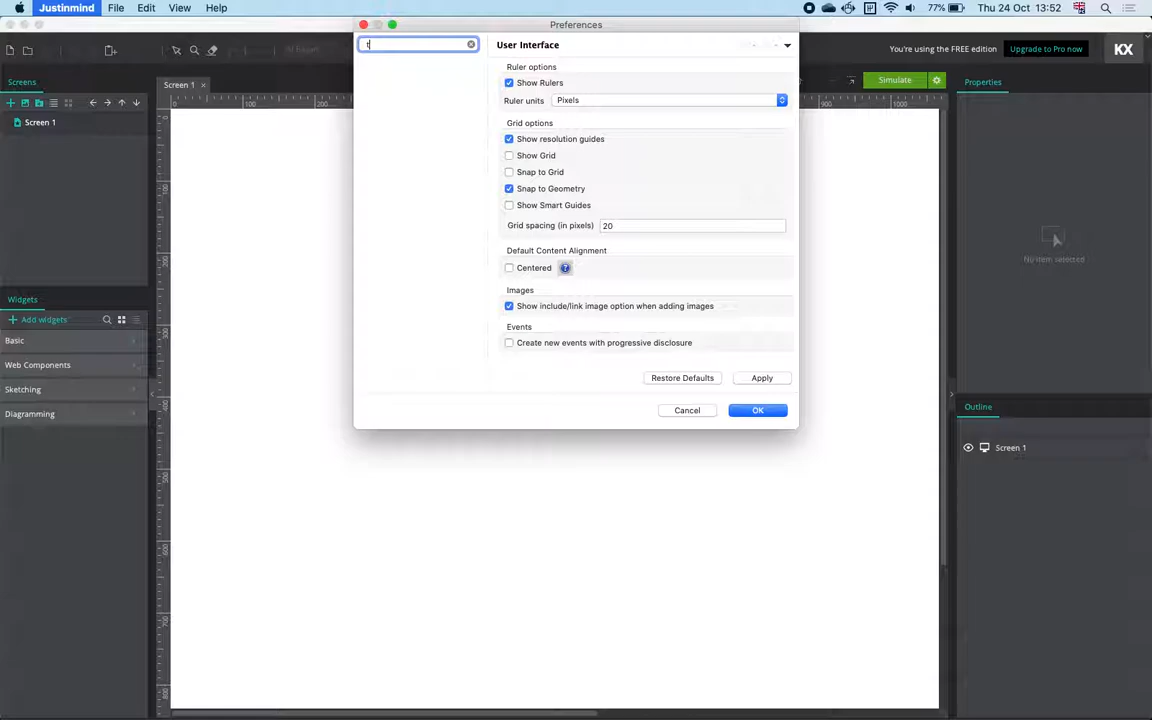 Justinmind File Edit View Help 77% Thu 24 Oct 13:52
Preferences
You're using the FREE edition Upgrade to Pro now KX
t
User Interface
Screens
Screen 1
Simulate
Properties
0 100 200 900 1000
Screen 1
Ruler options
Show Rulers
Ruler units Pixels
Grid options
Show resolution guides
Show Grid
Snap to Grid
Snap to Geometry
Show Smart Guides
Grid spacing (in pixels) 20
Default Content Alignment
Centered ?
Images
Show include/link image option when adding images
Events
Create new events with progressive disclosure
Restore Defaults Apply
Cancel OK
No item selected
Widgets
Add widgets
Basic
Web Components
Sketching
Diagramming
Outline
Screen 1